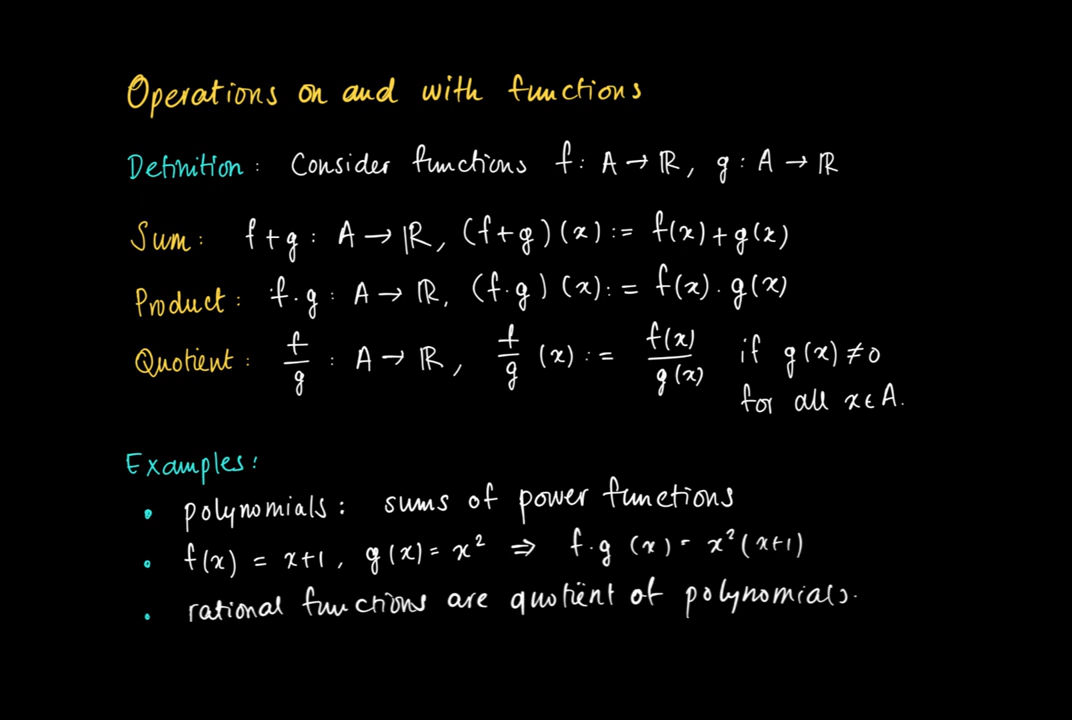 Operations on and with functions
Definition: Consider functions f: A → ℝ, g: A → ℝ
Sum: f+g: A → ℝ, (f+g)(x) := f(x)+g(x)
Product: f·g: A → ℝ, (f·g)(x) := f(x)·g(x)
Quotient: f/g : A → ℝ, f/g (x) := f(x)/g(x) if g(x)≠0
for all x∈A.
Examples:
• polynomials: sums of power functions
• f(x) = x+1, g(x) = x² ⇒ f·g (x) = x²(x+1)
• rational functions are quotient of polynomials.